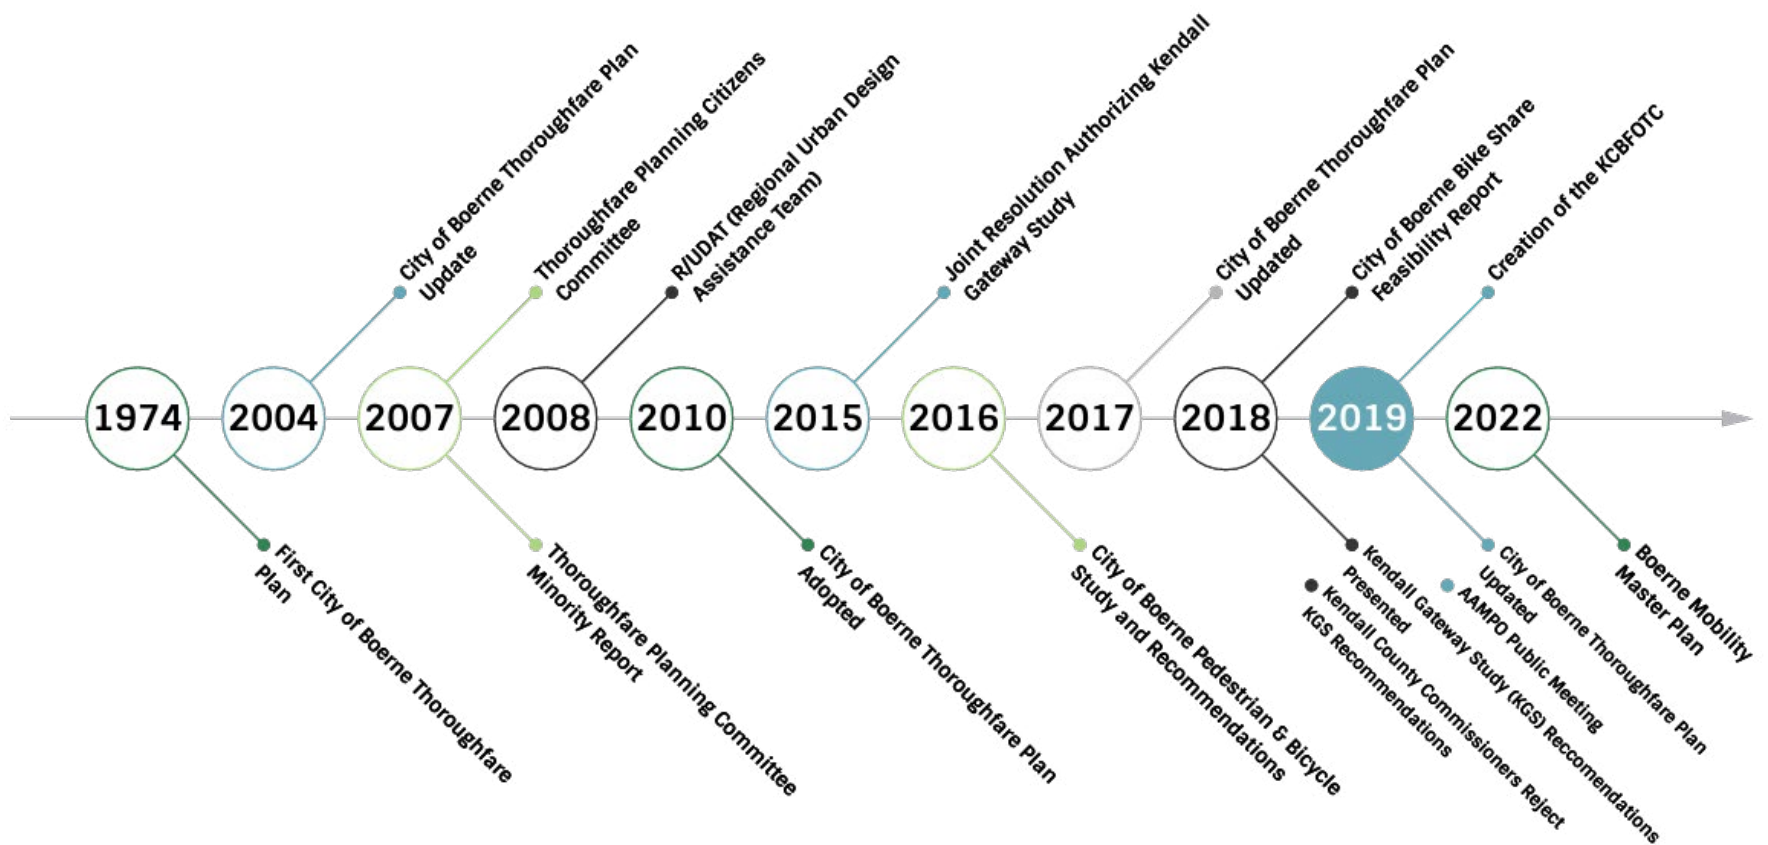 City of Boerne Thoroughfare Plan
Update
Thoroughfare Planning Citizens
Committee
R/UDAT (Regional Urban Design
Assistance Team)
Joint Resolution Authorizing Kendall
Gateway Study
City of Boerne Thoroughfare Plan
Updated
City of Boerne Bike Share
Feasibility Report
Creation of the KCBFOTC
1974
2004
2007
2008
2010
2015
2016
2017
2018
2019
2022
First City of Boerne Thoroughfare
Plan
Thoroughfare Planning Committee
Minority Report
City of Boerne Thoroughfare Plan
Adopted
City of Boerne Pedestrian & Bicycle
Study and Recommendations
Kendall Gateway Study (KGS) Reccomendations
Presented
Kendall County Commissioners Reject
KGS Recommendations
City of Boerne Thoroughfare Plan
Updated
AAMPO Public Meeting
Boerne Mobility
Master Plan